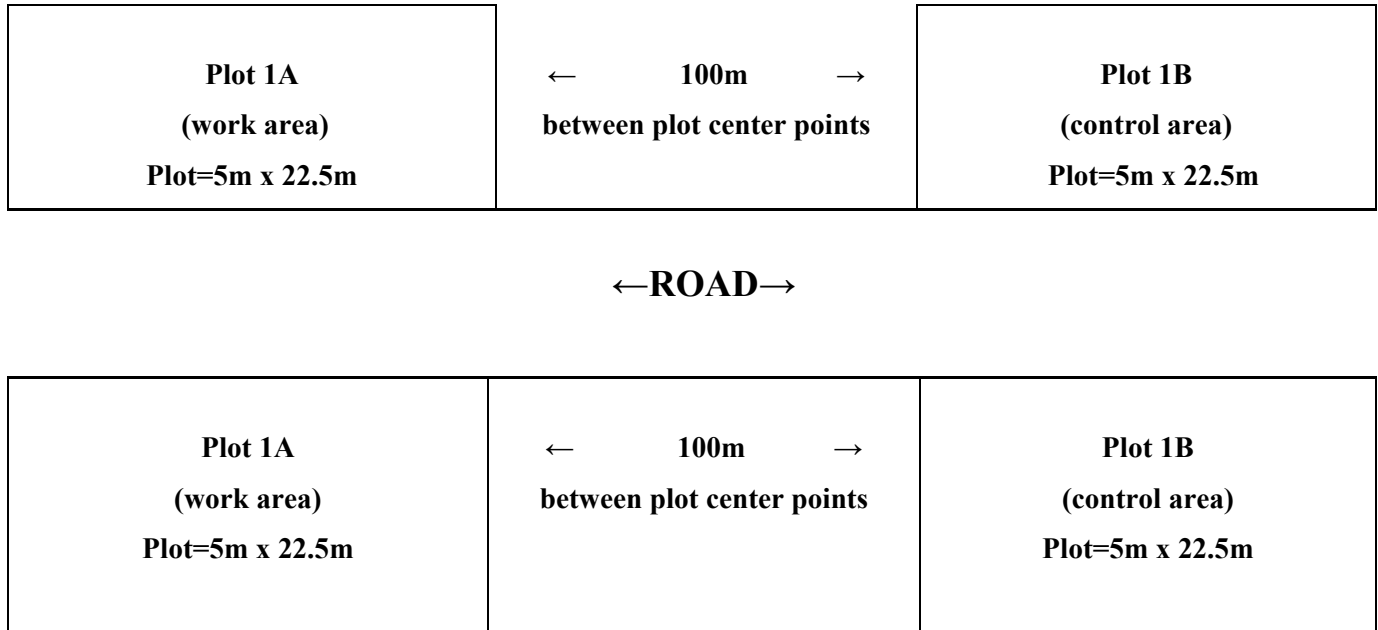 Plot 1A
(work area)
Plot=5m x 22.5m
← 100m →
between plot center points
Plot 1B
(control area)
Plot=5m x 22.5m
←ROAD→
Plot 1A
(work area)
Plot=5m x 22.5m
← 100m →
between plot center points
Plot 1B
(control area)
Plot=5m x 22.5m